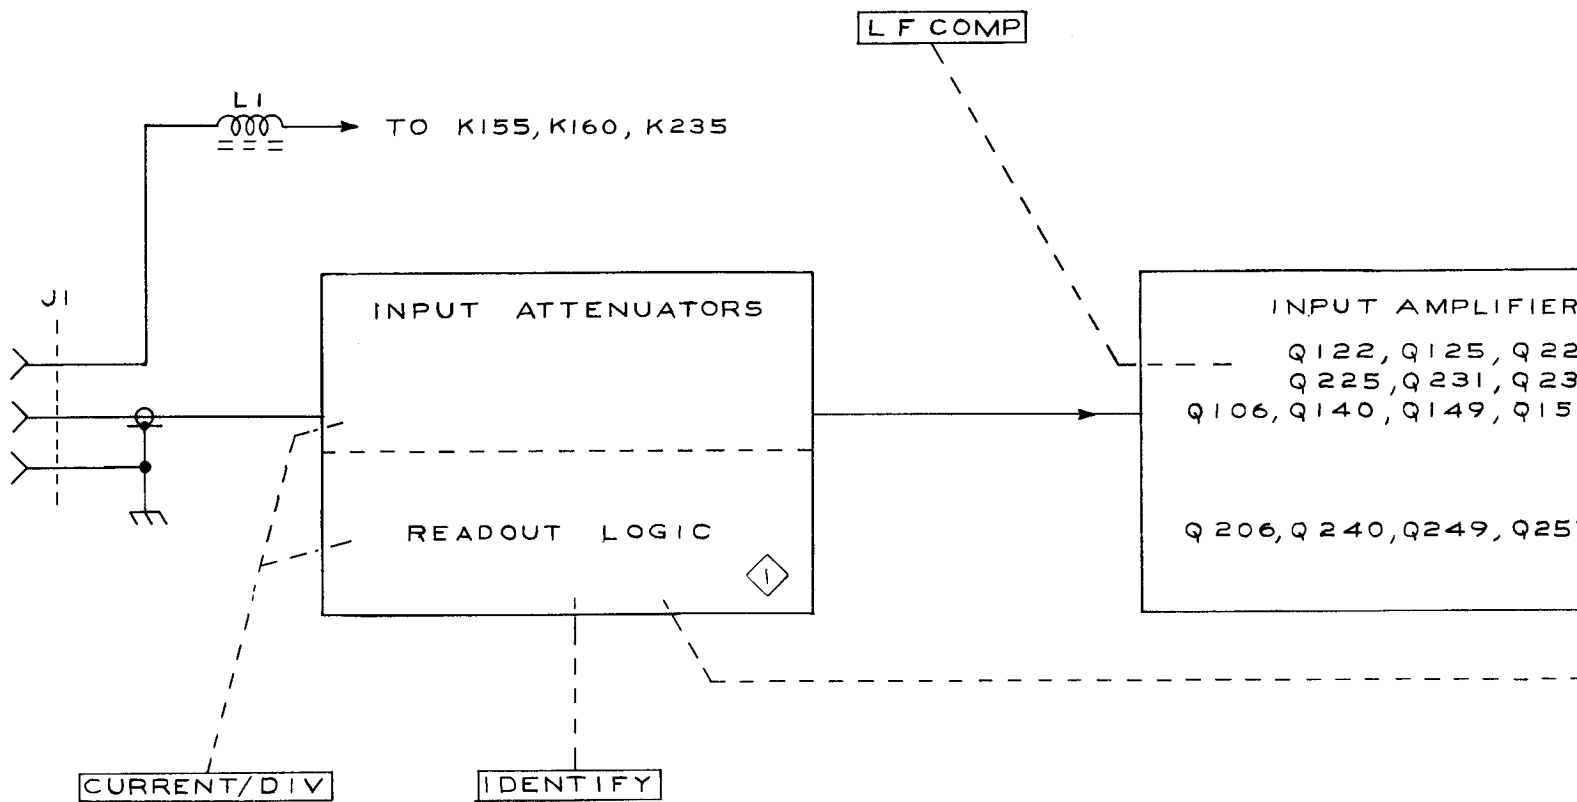 LF COMP
L1
TO K155, K160, K235
J1
INPUT ATTENUATORS
INPUT AMPLIFIER
Q122, Q125, Q22
Q225, Q231, Q23
Q106, Q140, Q149, Q15
READOUT LOGIC
Q206, Q240, Q249, Q25
1
CURRENT/DIV
IDENTIFY